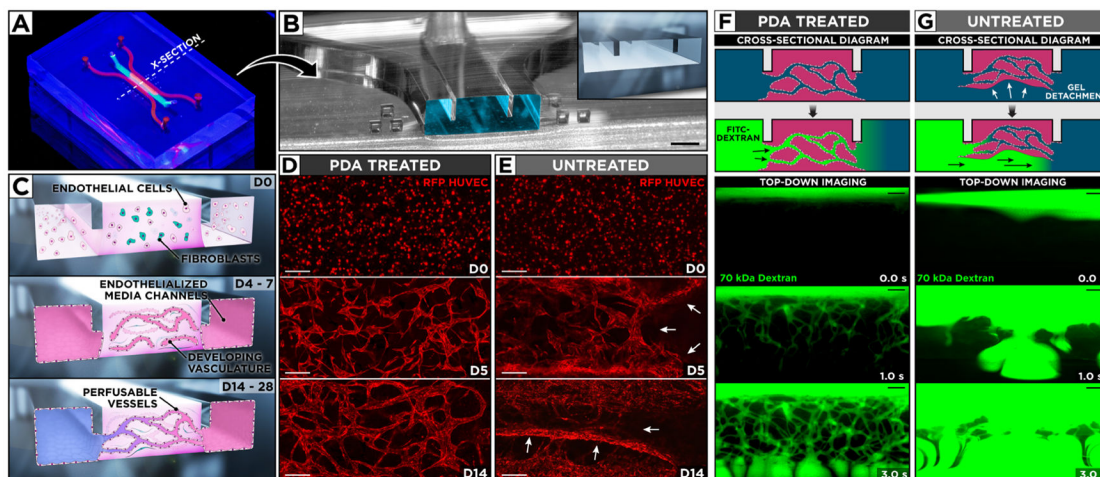 A
X-SECTION
B
C
D0
ENDOTHELIAL CELLS
FIBROBLASTS
D4 - 7
ENDOTHELIALIZED
MEDIA CHANNELS
DEVELOPING
VASCULATURE
D14 - 28
PERFUSABLE
VESSELS
D
PDA TREATED
RFP HUVEC
D0
D5
D14
E
UNTREATED
RFP HUVEC
D0
D5
D14
F
PDA TREATED
CROSS-SECTIONAL DIAGRAM
FITC-
DEXTRAN
TOP-DOWN IMAGING
70 kDa Dextran
0.0 s
1.0 s
3.0 s
G
UNTREATED
CROSS-SECTIONAL DIAGRAM
GEL
DETACHMEN
TOP-DOWN IMAGING
70 kDa Dextran
0.0 s
1.0 s
3.0